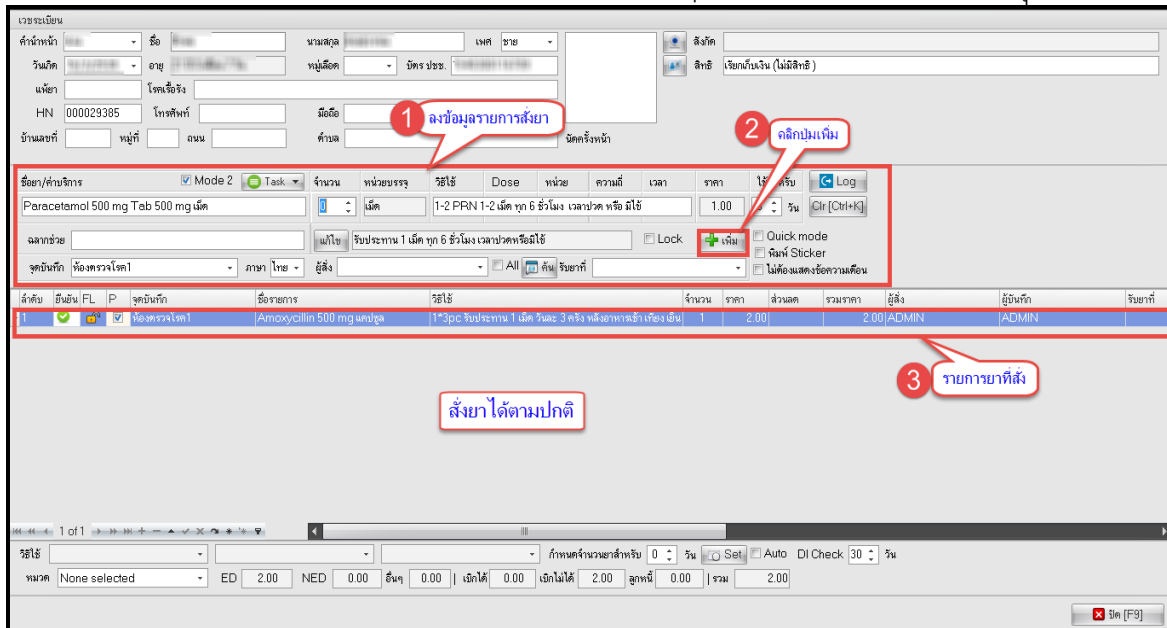 เวชระเบียน
คำนำหน้า ชื่อ นามสกุล เพศ ชาย สังกัด
วันเกิด อายุ หมู่เลือด บัตร ปชช. สิทธิ เรียกเก็บเงิน (ไม่มีสิทธิ )
แพ้ยา โรคเรื้อรัง
HN 000029385 โทรศัพท์ มือถือ
บ้านเลขที่ หมู่ที่ ถนน ตำบล นัดครั้งหน้า
1 ลงข้อมูลรายการสั่งยา
2 คลิกปุ่มเพิ่ม
ชื่อยา/ค่าบริการ Mode 2 Task จำนวน หน่วยบรรจุ วิธีใช้ Dose หน่วย ความถี่ เวลา ราคา Log
Paracetamol 500 mg Tab 500 mg เม็ด 0 เม็ด 1-2 PRN 1-2 เม็ด ทุก 6 ชั่วโมง เวลาปวด หรือ มีไข้ 1.00 วัน Clr [Ctrl+K]
ฉลากช่วย แก้ไข รับประทาน 1 เม็ด ทุก 6 ชั่วโมง เวลาปวดหรือมีไข้ Lock เพิ่ม Quick mode
พิมพ์ Sticker
จุดบันทึก ห้องตรวจโรค1 ภาษา ไทย ผู้สั่ง All ค้น รับยาที่ ไม่ต้องแสดงข้อความเตือน
ลำดับ ยืนยัน FL P จุดบันทึก ชื่อรายการ วิธีใช้ จำนวน ราคา ส่วนลด รวมราคา ผู้สั่ง ผู้บันทึก รับยาที่
1 ห้องตรวจโรค1 Amoxycillin 500 mg แคปซูล 1*3pc รับประทาน 1 เม็ด วันละ 3 ครั้ง หลังอาหารเช้า เที่ยง เย็น 1 2.00 2.00 ADMIN ADMIN
3 รายการยาที่สั่ง
สั่งยาได้ตามปกติ
1 of 1
วิธีใช้ กำหนดจำนวนยาสำหรับ 0 วัน Set Auto DI Check 30 วัน
หมวด None selected ED 2.00 NED 0.00 อื่นๆ 0.00 | เบิกได้ 0.00 เบิกไม่ได้ 2.00 ลูกหนี้ 0.00 | รวม 2.00
ปิด [F9]